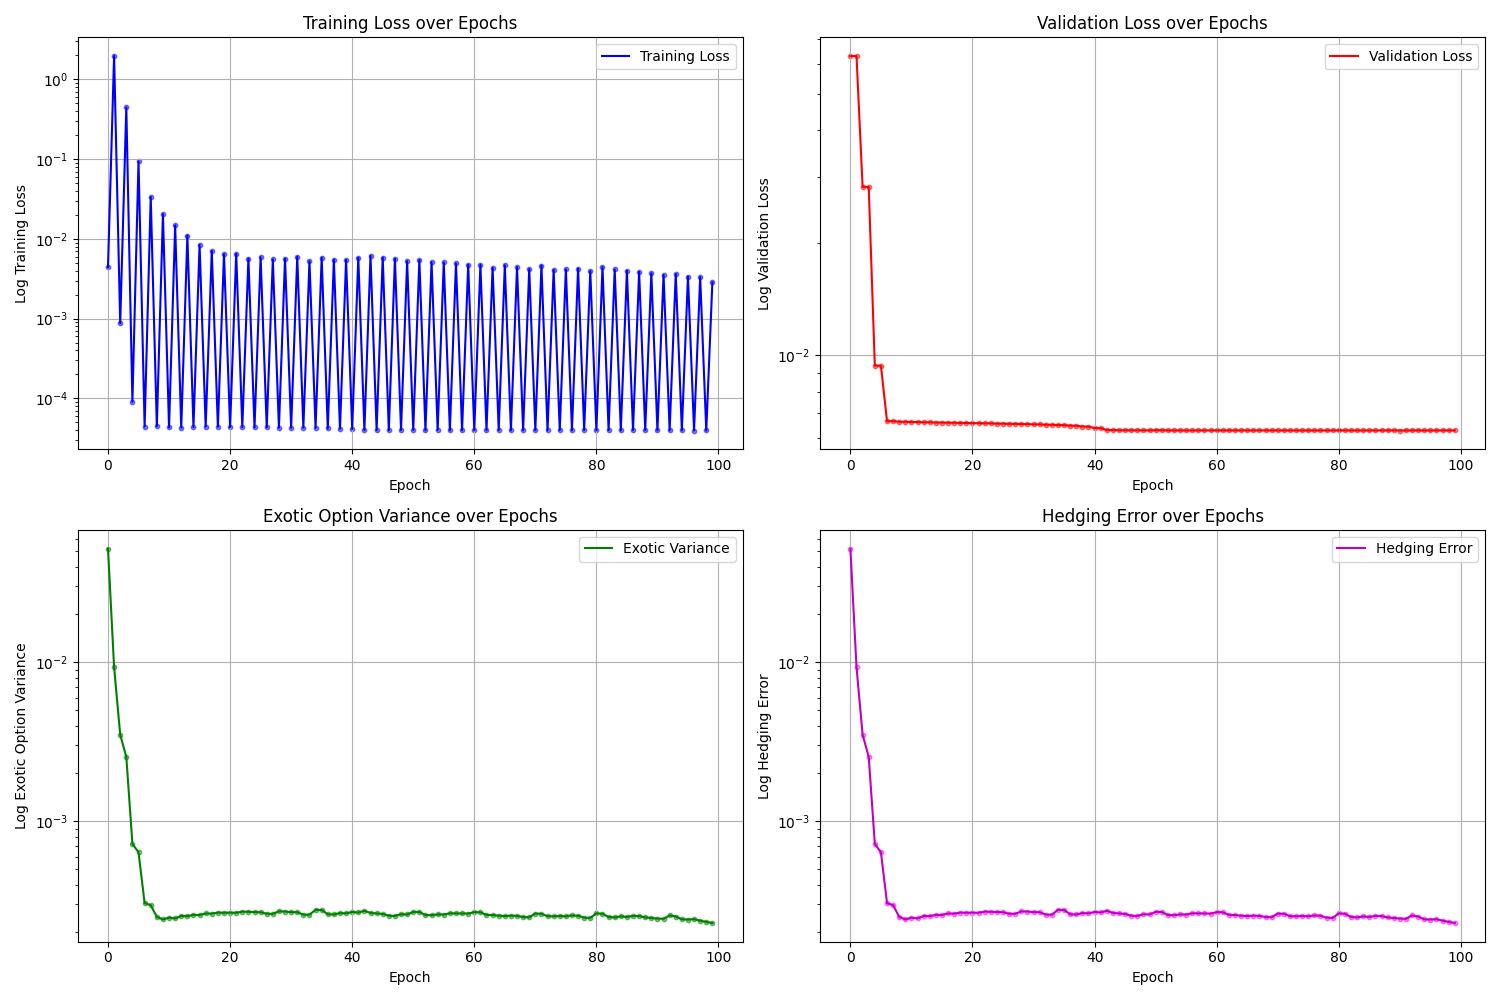 Training Loss over Epochs
Training Loss
Log Training Loss
10^0
10^-1
10^-2
10^-3
10^-4
0 20 40 60 80 100
Epoch
Validation Loss over Epochs
Validation Loss
Log Validation Loss
10^-2
0 20 40 60 80 100
Epoch
Exotic Option Variance over Epochs
Exotic Variance
Log Exotic Option Variance
10^-2
10^-3
0 20 40 60 80 100
Epoch
Hedging Error over Epochs
Hedging Error
Log Hedging Error
10^-2
10^-3
0 20 40 60 80 100
Epoch